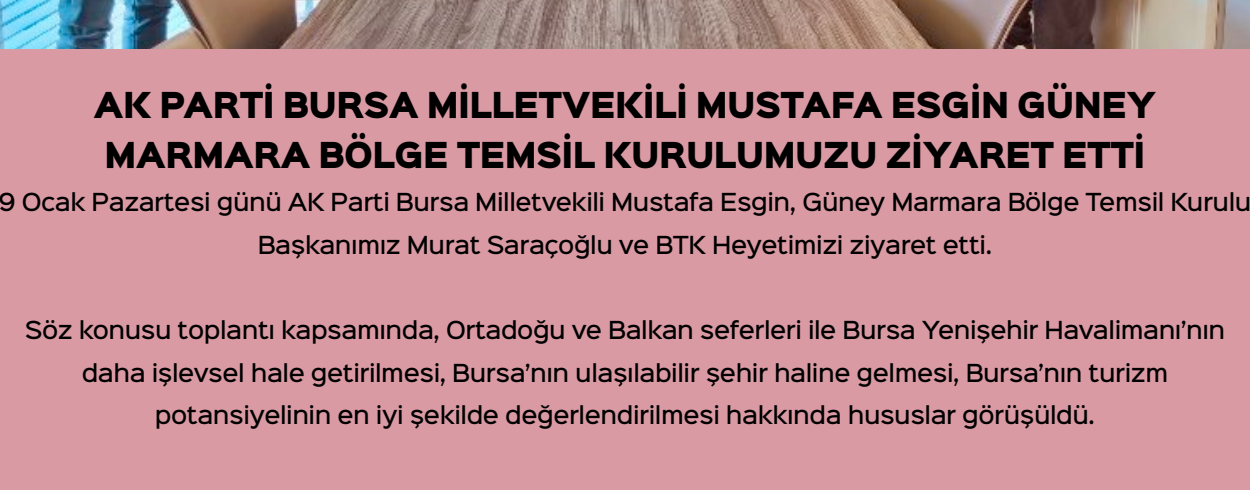 AK PARTİ BURSA MİLLETVEKİLİ MUSTAFA ESGİN GÜNEY
MARMARA BÖLGE TEMSİL KURULUMUZU ZİYARET ETTİ
9 Ocak Pazartesi günü AK Parti Bursa Milletvekili Mustafa Esgin, Güney Marmara Bölge Temsil Kurulu
Başkanımız Murat Saraçoğlu ve BTK Heyetimizi ziyaret etti.
Söz konusu toplantı kapsamında, Ortadoğu ve Balkan seferleri ile Bursa Yenişehir Havalimanı’nın
daha işlevsel hale getirilmesi, Bursa’nın ulaşılabilir şehir haline gelmesi, Bursa’nın turizm
potansiyelinin en iyi şekilde değerlendirilmesi hakkında hususlar görüşüldü.